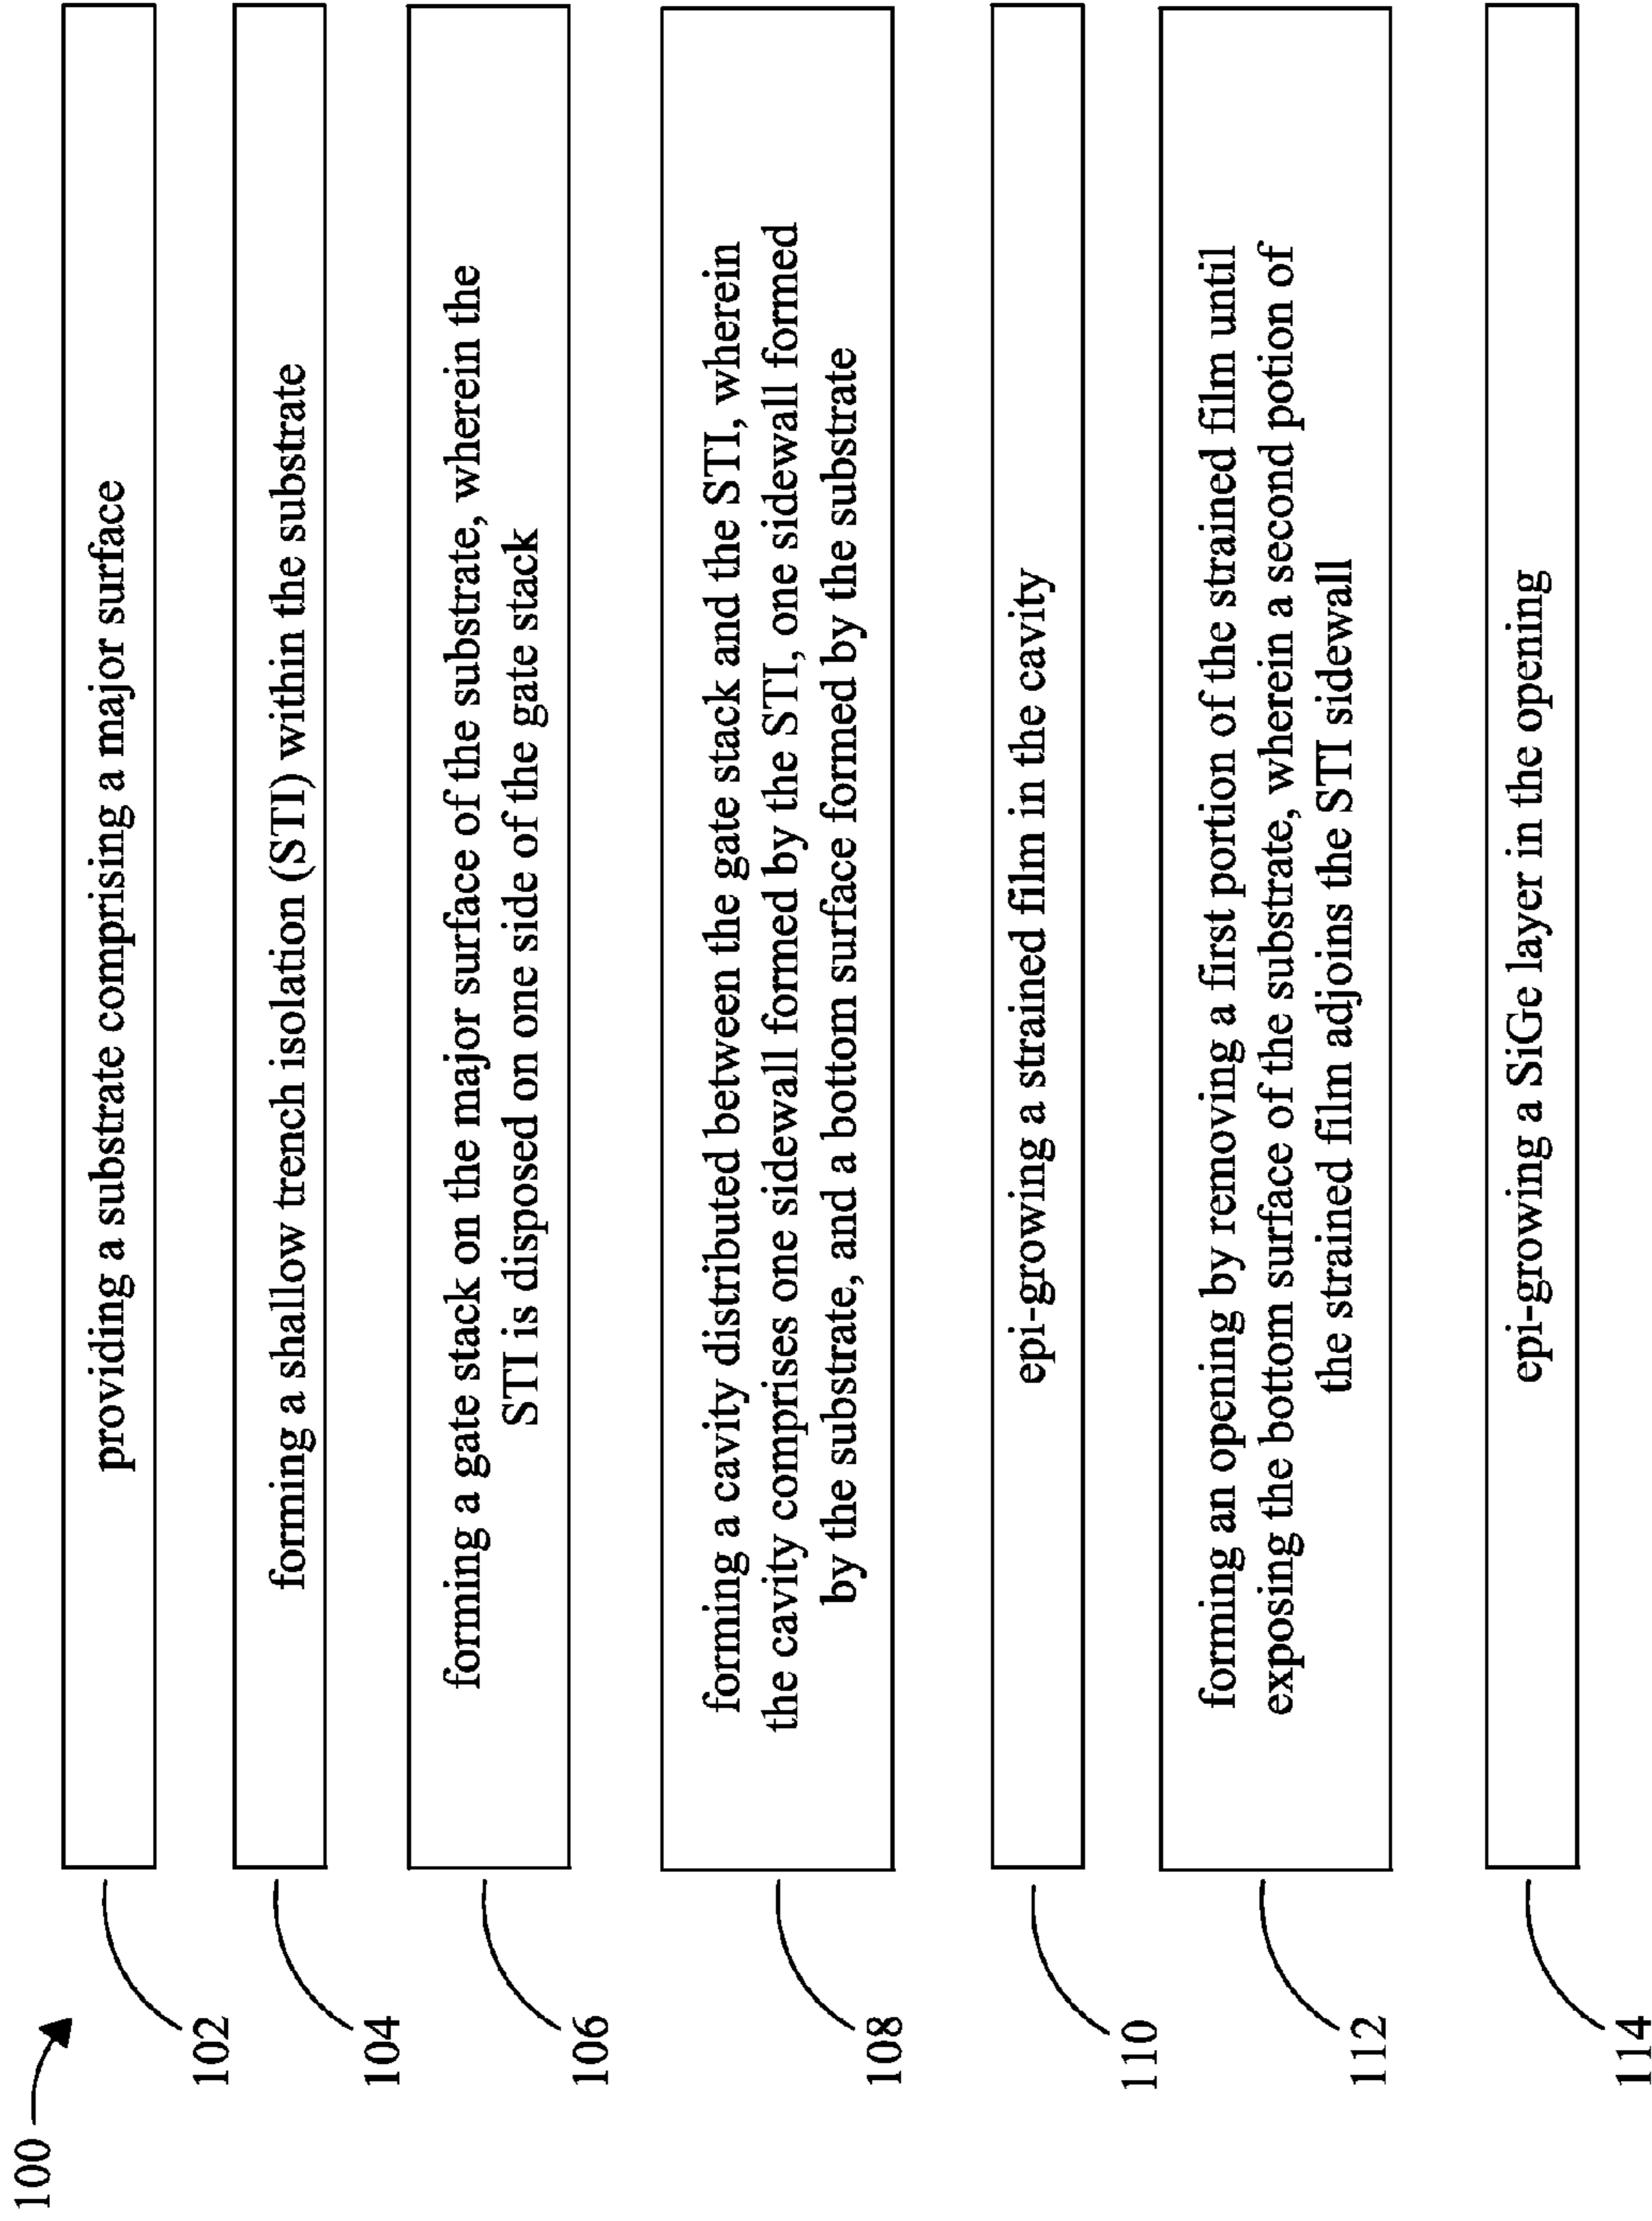 100
102
providing a substrate comprising a major surface
104
forming a shallow trench isolation (STI) within the substrate
106
forming a gate stack on the major surface of the substrate, wherein the
STI is disposed on one side of the gate stack
108
forming a cavity distributed between the gate stack and the STI, wherein
the cavity comprises one sidewall formed by the STI, one sidewall formed
by the substrate, and a bottom surface formed by the substrate
110
epi-growing a strained film in the cavity
112
forming an opening by removing a first portion of the strained film until
exposing the bottom surface of the substrate, wherein a second potion of
the strained film adjoins the STI sidewall
114
epi-growing a SiGe layer in the opening